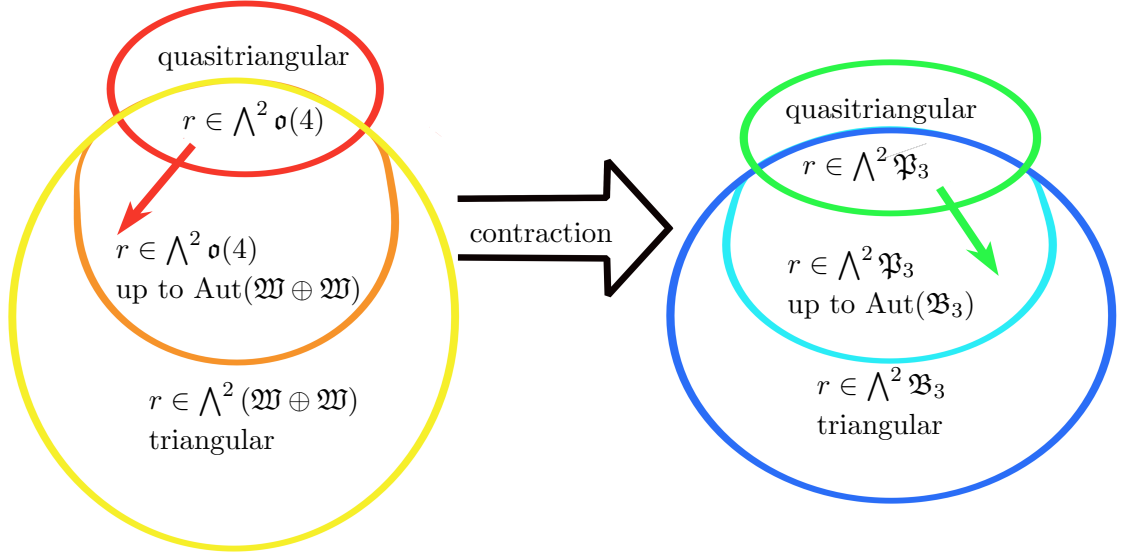 quasitriangular
r ∈ ⋀² 𝔬(4)
r ∈ ⋀² 𝔬(4)
up to Aut(𝔚 ⊕ 𝔚)
r ∈ ⋀² (𝔚 ⊕ 𝔚)
triangular
contraction
quasitriangular
r ∈ ⋀² 𝔓₃
r ∈ ⋀² 𝔓₃
up to Aut(𝔅₃)
r ∈ ⋀² 𝔅₃
triangular